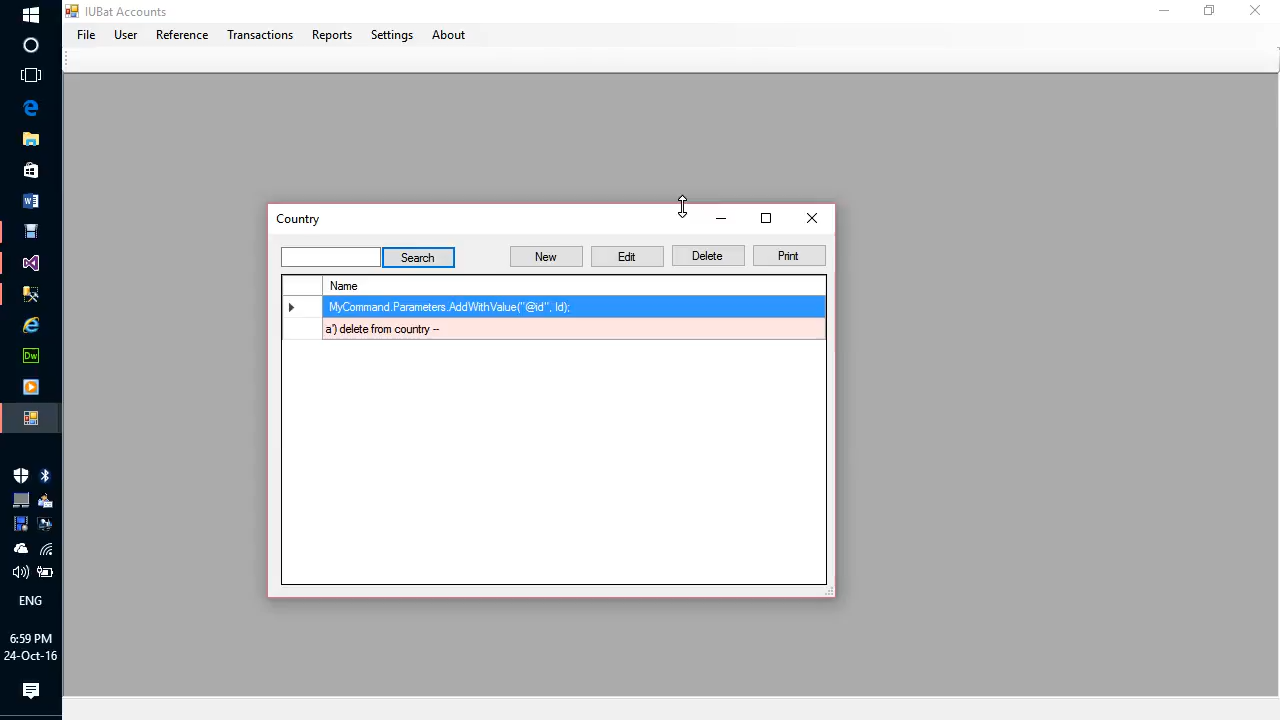 IUBat Accounts
File User Reference Transactions Reports Settings About
Country
Search New Edit Delete Print
Name
MyCommand.Parameters.AddWithValue("@id", Id);
a') delete from country --
Dw
ENG
6:59 PM
24-Oct-16